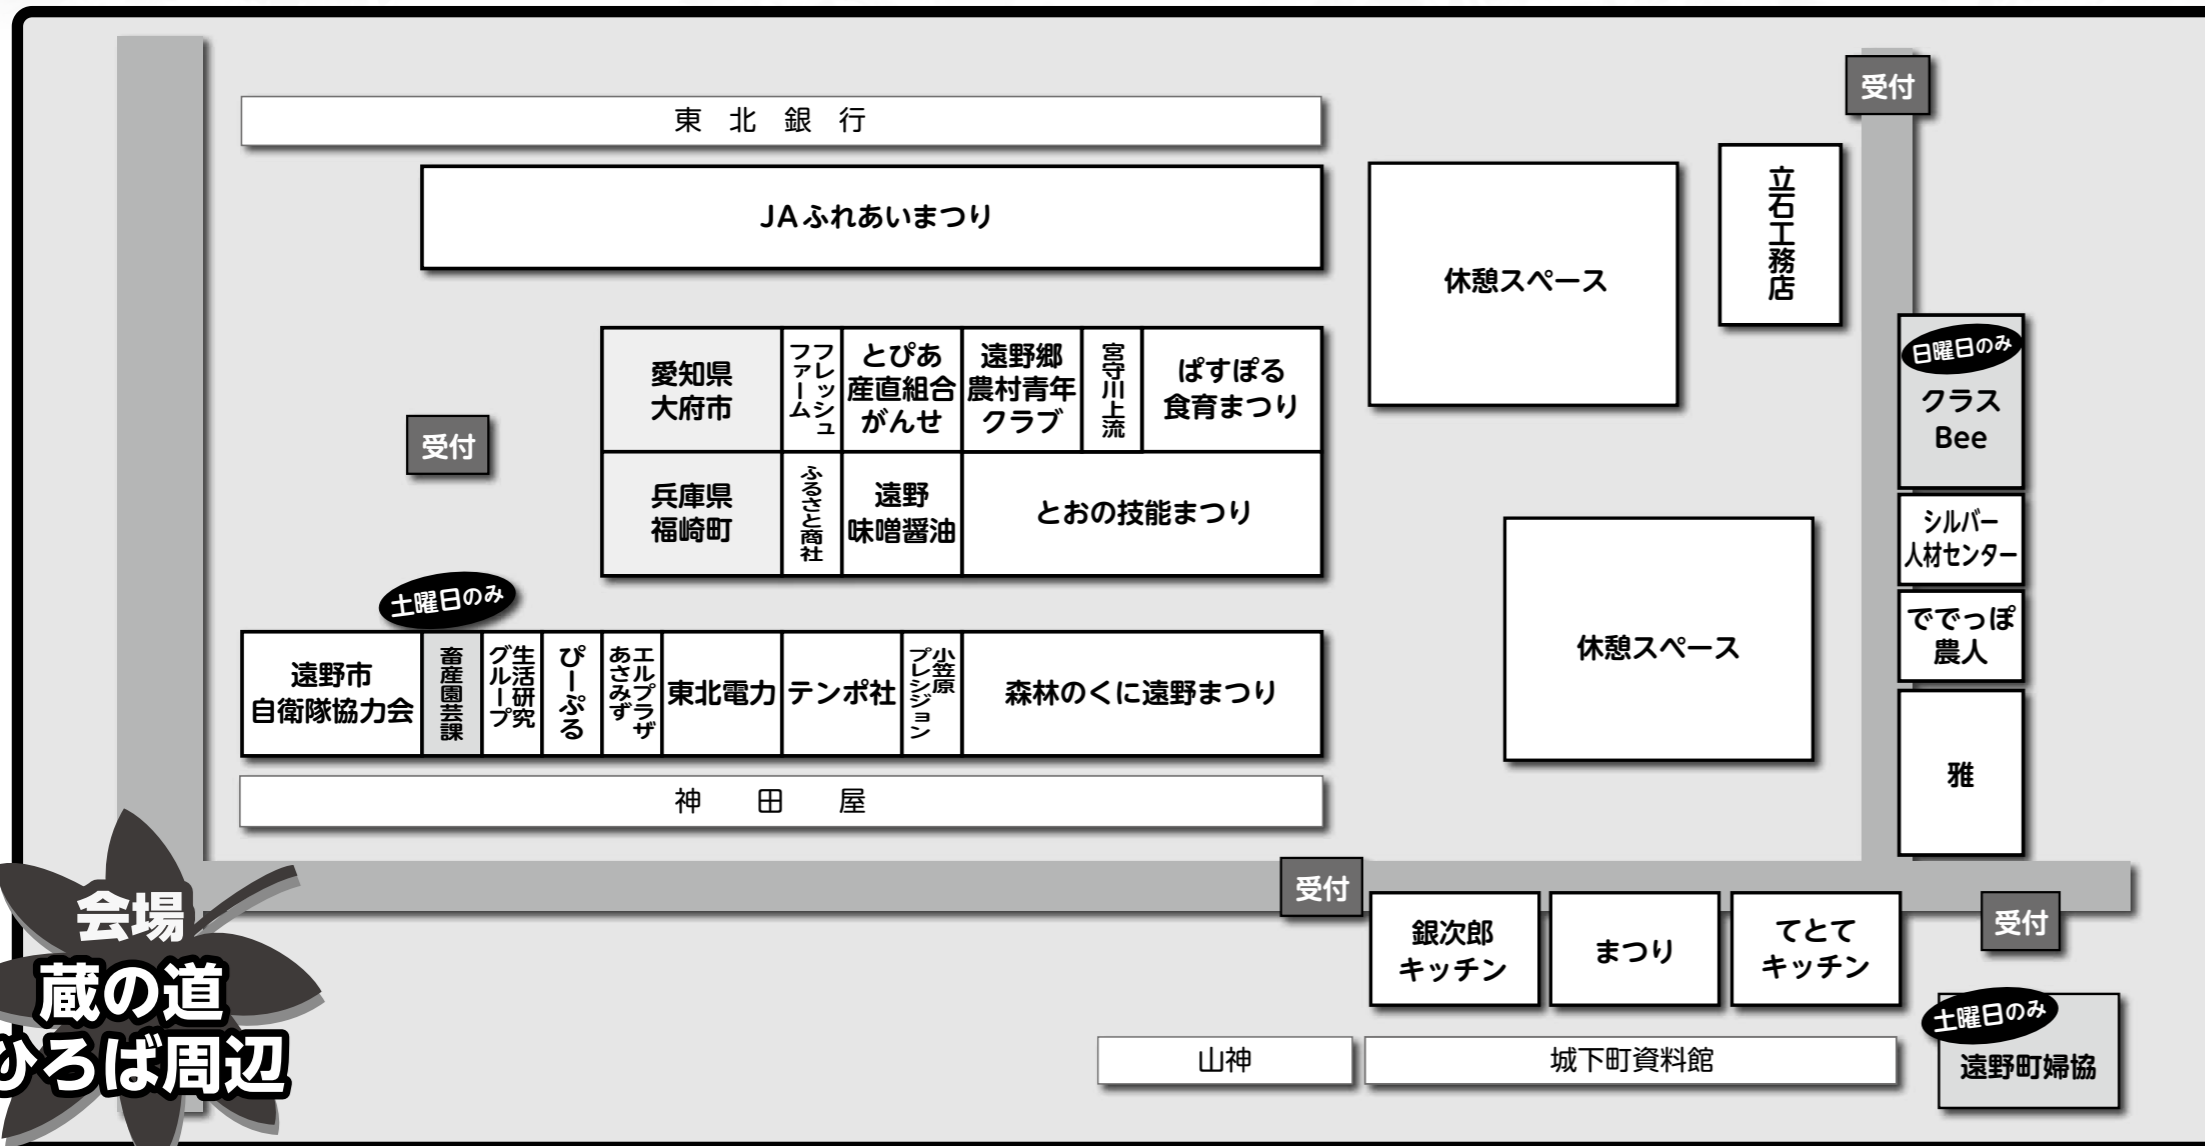 受付
東北銀行
JAふれあいまつり
休憩スペース
立石工務店
日曜日のみ
クラス
Bee
愛知県
大府市
フレッシュ
ファーム
とぴあ
産直組合
がんせ
遠野郷
農村青年
クラブ
宮守川上流
ぱすぽる
食育まつり
受付
兵庫県
福崎町
ふるさと商社
遠野
味噌醤油
とおの技能まつり
シルバー
人材センター
ででっぽ
農人
休憩スペース
雅
土曜日のみ
遠野市
自衛隊協力会
畜産園芸課
生活研究
グループ
ぴーぷる
エルプラザ
あさみず
東北電力
テンポ社
小笠原
プレシジョン
森林のくに遠野まつり
神田屋
受付
銀次郎
キッチン
まつり
てとて
キッチン
受付
山神
城下町資料館
土曜日のみ
遠野町婦協
会場
蔵の道
ひろば周辺